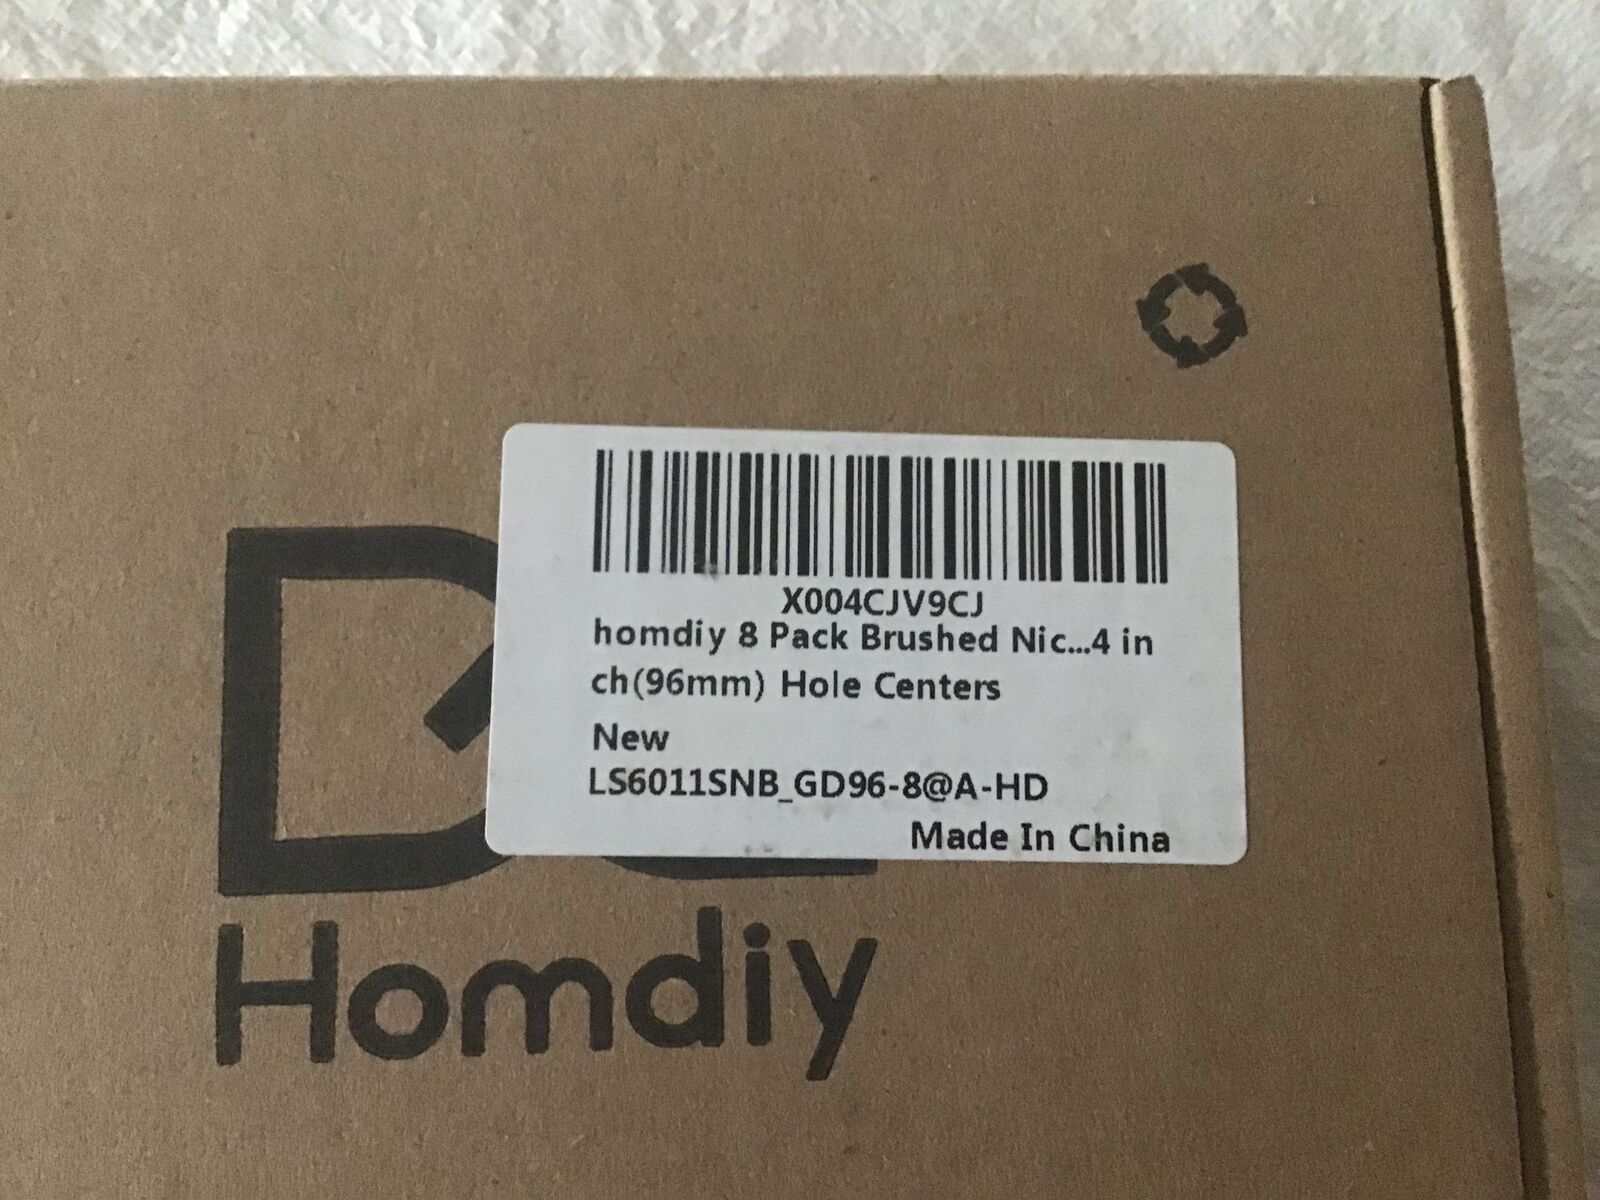 X004CJV9CJ
homdiy 8 Pack Brushed Nic...4 in
ch(96mm) Hole Centers
New
LS6011SNB_GD96-8@A-HD
Made In China
Homdiy